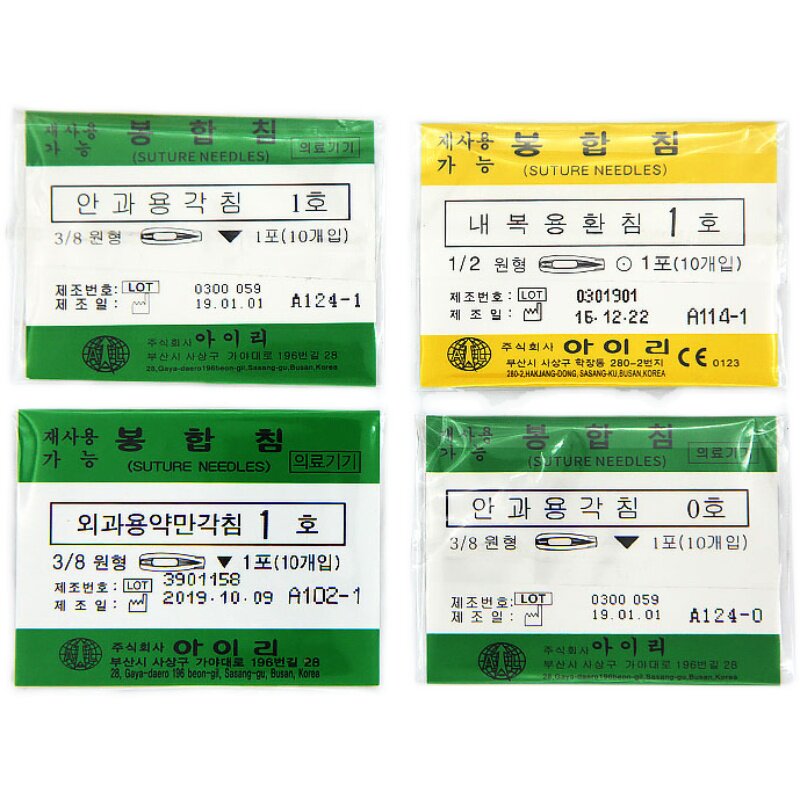 재사용 가능 봉합침
(SUTURE NEEDLES) 의료기기
안과용각침 1호
3/8 원형 1포(10개입)
제조번호: LOT 0300 059
제조일: 19.01.01 A124-1
주식회사 아이리
부산시 사상구 가야대로 196번길 28
28,Gaya-daero196beon-gil,Sasang-gu,Busan,Korea
재사용 가능 봉합침
(SUTURE NEEDLES)
내복용환침 1호
1/2 원형 1포(10개입)
제조번호: LOT 0301901
제조일: 16.12.22 A114-1
주식회사 아이리
부산시 사상구 학장동 280-2번지
280-2,HAKJANG-DONG, SASANG-KU,BUSAN,KOREA
CE 0123
재사용 가능 봉합침
(SUTURE NEEDLES) 의료기기
외과용약만각침 1호
3/8 원형 1포(10개입)
제조번호: LOT 3901158
제조일: 2019.10.09 A102-1
주식회사 아이리
부산시 사상구 가야대로 196번길 28
28, Gaya-daero 196 beon-gil, Sasang-gu, Busan, Korea
재사용 가능 봉합침
(SUTURE NEEDLES) 의료기기
안과용각침 0호
3/8 원형 1포(10개입)
제조번호: LOT 0300 059
제조일: 19.01.01 A124-0
주식회사 아이리
부산시 사상구 가야대로 196번길 28
28,Gaya-daero196beon-gil,Sasang-gu,Busan,Korea